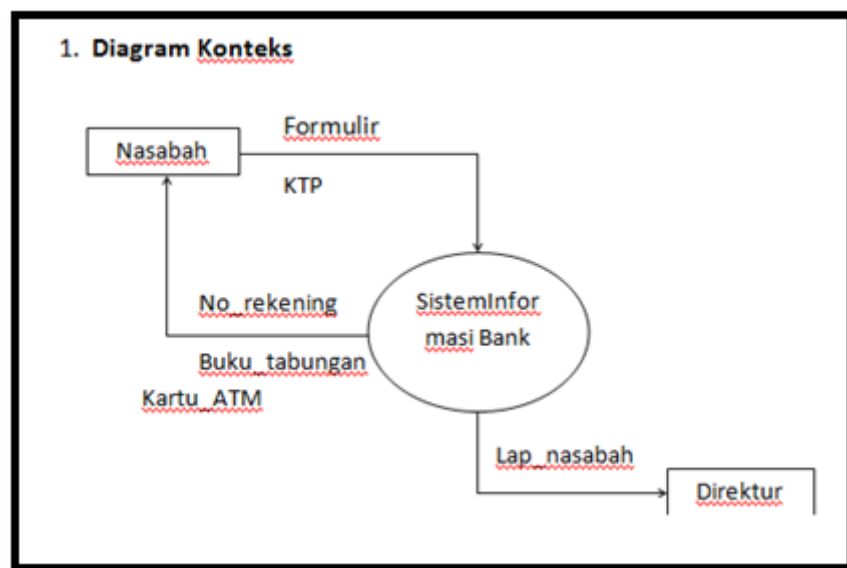 1. Diagram Konteks
Formulir
Nasabah
KTP
No_rekening
SistemInfor
masi Bank
Buku_tabungan
Kartu_ATM
Lap_nasabah
Direktur